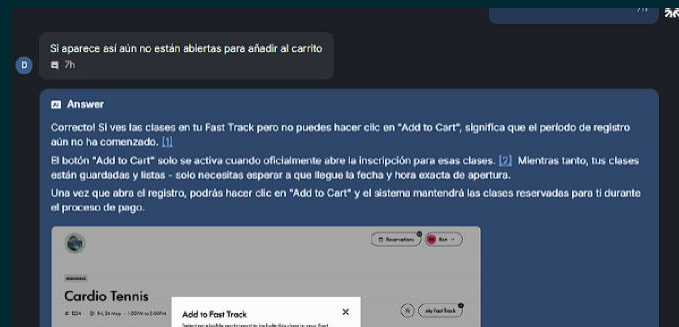 Si aparece así aún no están abiertas para añadir al carrito
D
7h
AI Answer
Correcto! Si ves las clases en tu Fast Track pero no puedes hacer clic en "Add to Cart", significa que el período de registro
aún no ha comenzado. [1]
El botón "Add to Cart" solo se activa cuando oficialmente abre la inscripción para esas clases. [2] Mientras tanto, tus clases
están guardadas y listas - solo necesitas esperar a que llegue la fecha y hora exacta de apertura.
Una vez que abra el registro, podrás hacer clic en "Add to Cart" y el sistema mantendrá las clases reservadas para ti durante
el proceso de pago.
Reservations
Cardio Tennis
Fri, 24 May
Add to Fast Track
My Fast Track